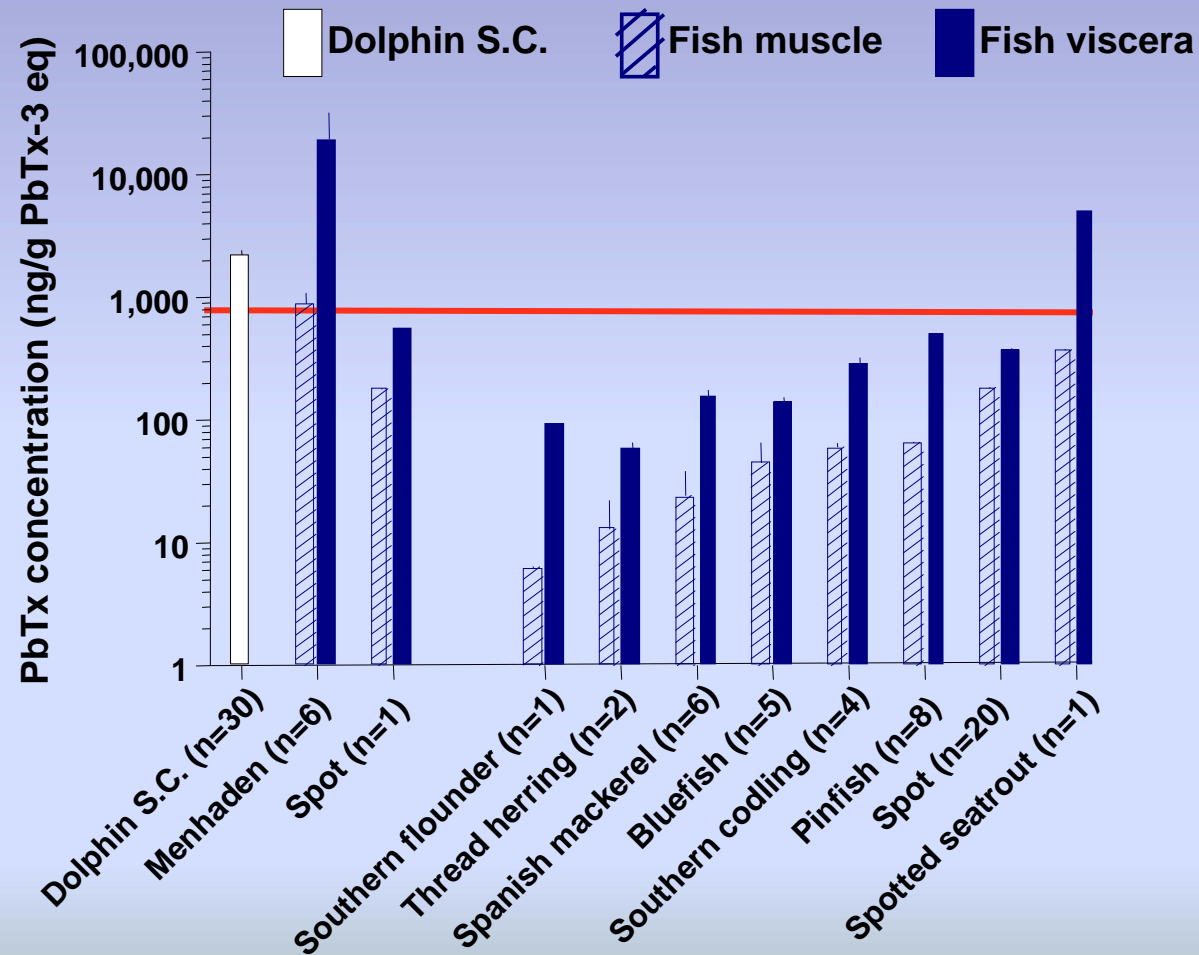 Dolphin S.C.
Fish muscle
Fish viscera
PbTx concentration (ng/g PbTx-3 eq)
100,000
10,000
1,000
100
10
1
Dolphin S.C. (n=30)
Menhaden (n=6)
Spot (n=1)
Southern flounder (n=1)
Thread herring (n=2)
Spanish mackerel (n=6)
Bluefish (n=5)
Southern codling (n=4)
Pinfish (n=8)
Spot (n=20)
Spotted seatrout (n=1)